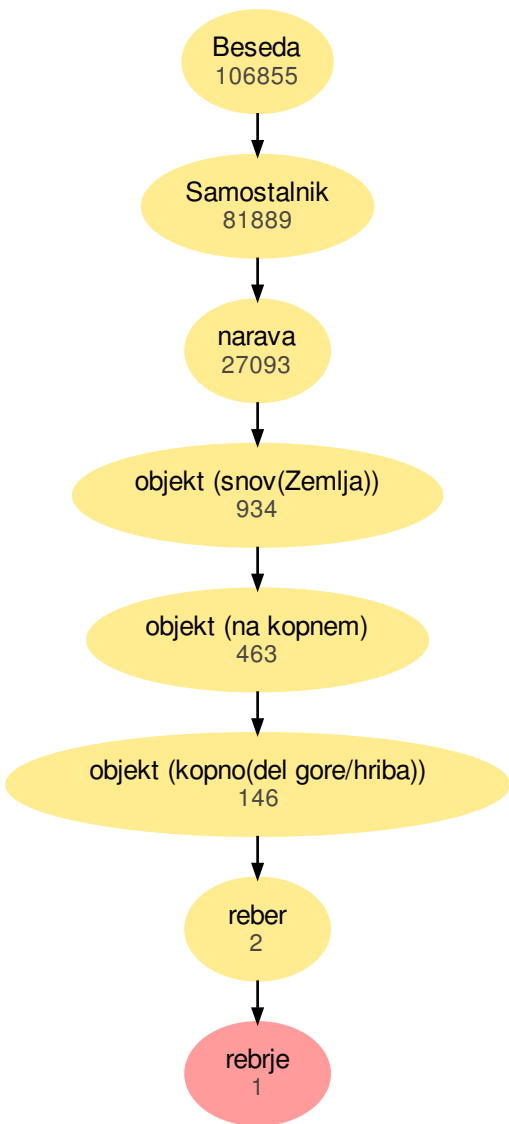 Beseda
106855
Samostalnik
81889
narava
27093
objekt (snov(Zemlja))
934
objekt (na kopnem)
463
objekt (kopno(del gore/hriba))
146
reber
2
rebrje
1